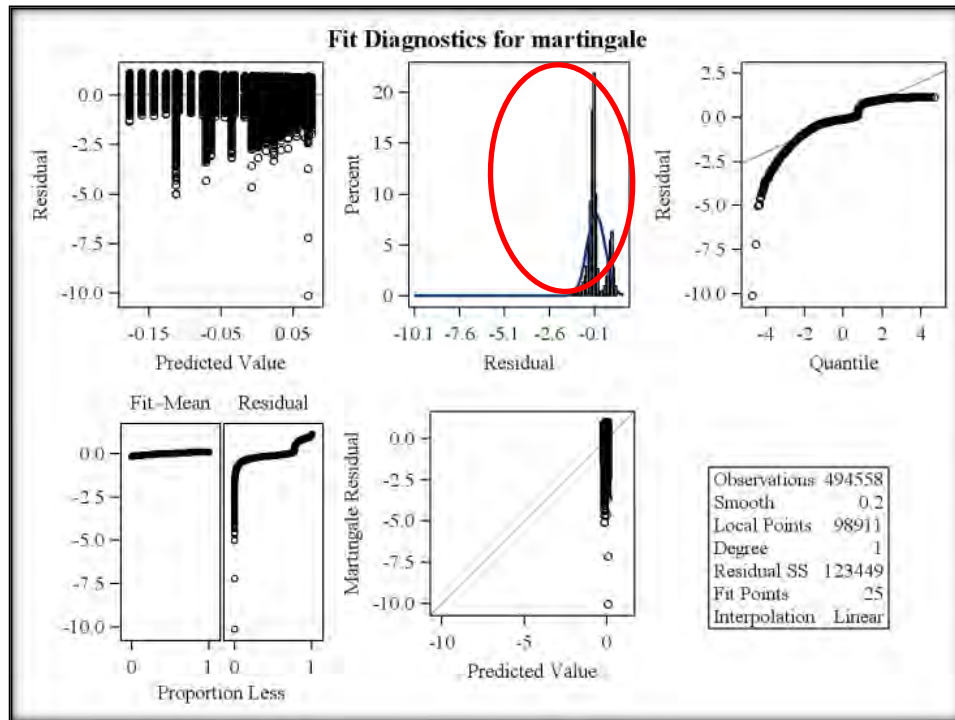 Fit Diagnostics for martingale
0.0
-2.5
-5.0
-7.5
-10.0
Residual
-0.15 -0.05 0.05
Predicted Value
20
15
10
5
0
Percent
-10.1 -7.6 -5.1 -2.6 -0.1
Residual
2.5
0.0
-2.5
-5.0
-7.5
-10.0
Residual
-4 -2 0 2 4
Quantile
Fit–Mean Residual
0.0
-2.5
-5.0
-7.5
-10.0
0 1 0 1
Proportion Less
0.0
-2.5
-5.0
-7.5
-10.0
Martingale Residual
-10 -5 0
Predicted Value
Observations 494558
Smooth 0.2
Local Points 98911
Degree 1
Residual SS 123449
Fit Points 25
Interpolation Linear